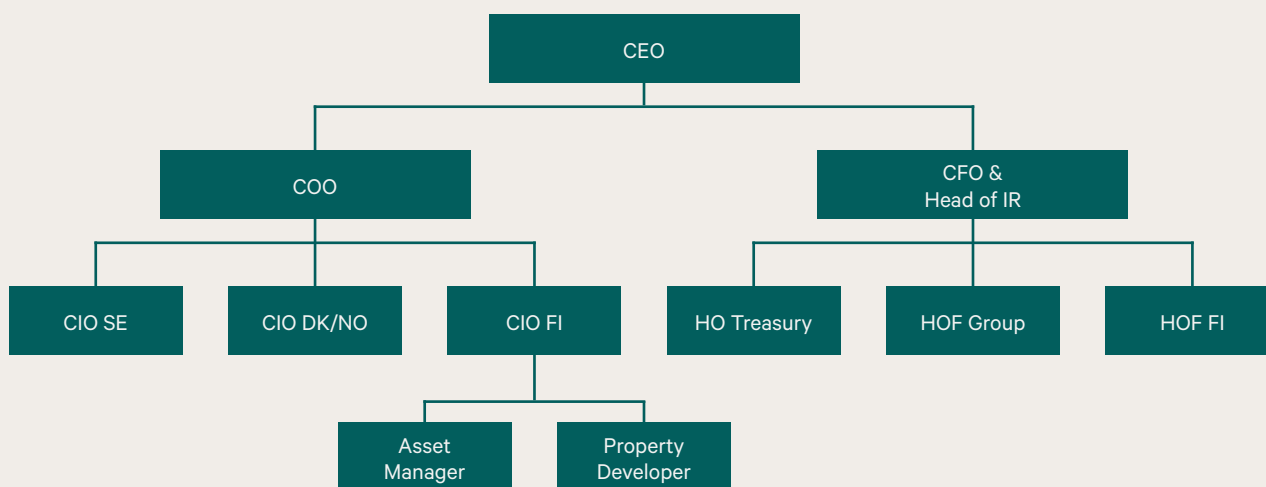 CEO
COO
CFO &
Head of IR
CIO SE
CIO DK/NO
CIO FI
HO Treasury
HOF Group
HOF FI
Asset
Manager
Property
Developer